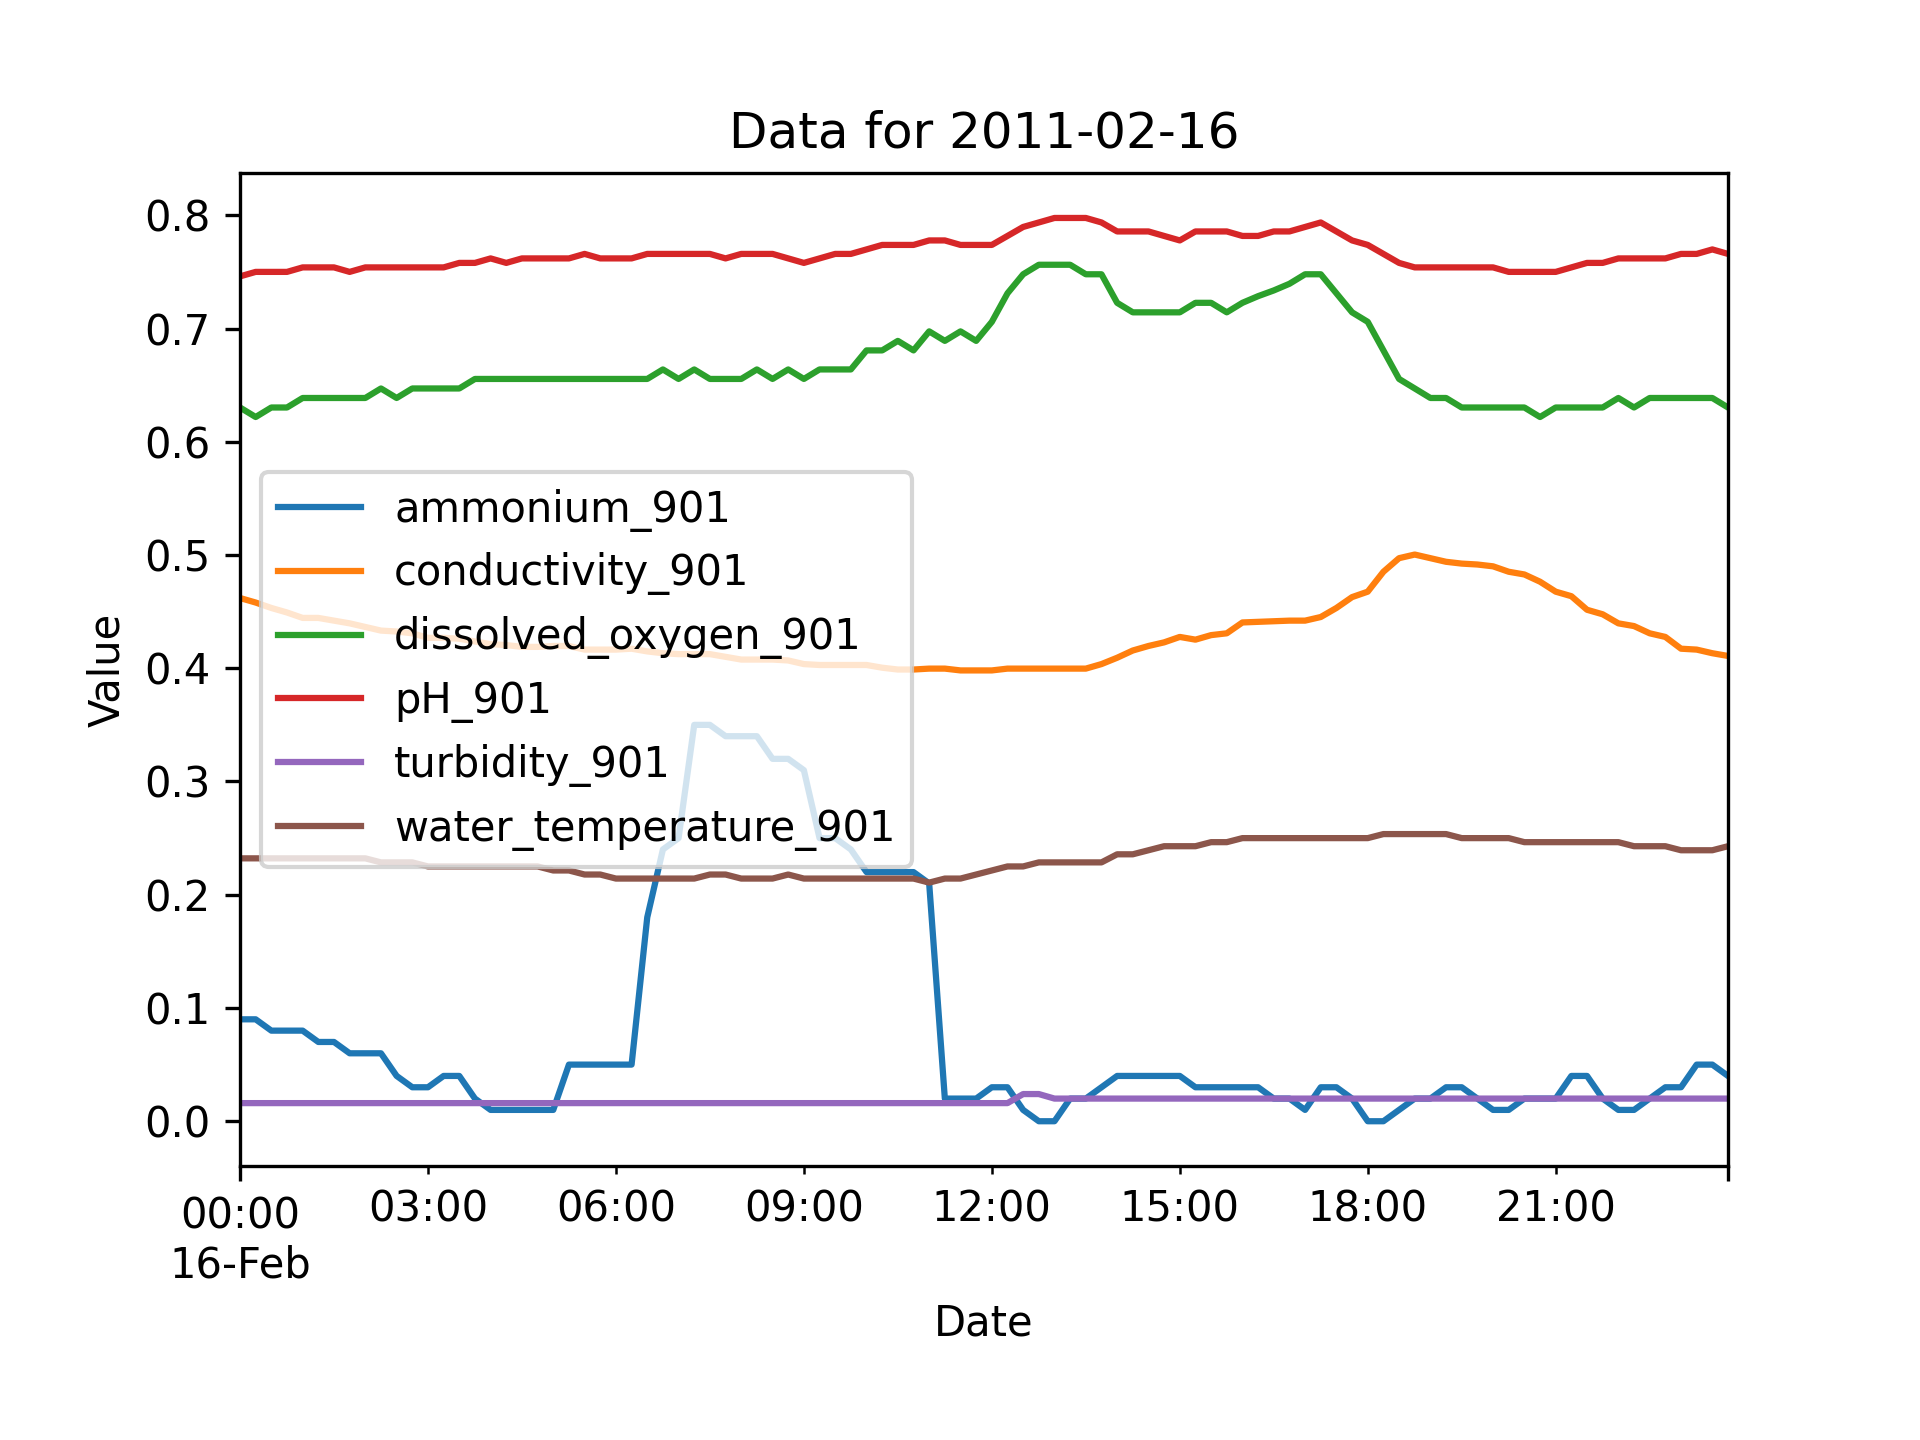 Data for 2011-02-16
0.8
0.7
0.6
0.5
0.4
0.3
0.2
0.1
0.0
Value
ammonium_901
conductivity_901
dissolved_oxygen_901
pH_901
turbidity_901
water_temperature_901
00:00 03:00 06:00 09:00 12:00 15:00 18:00 21:00
16-Feb
Date